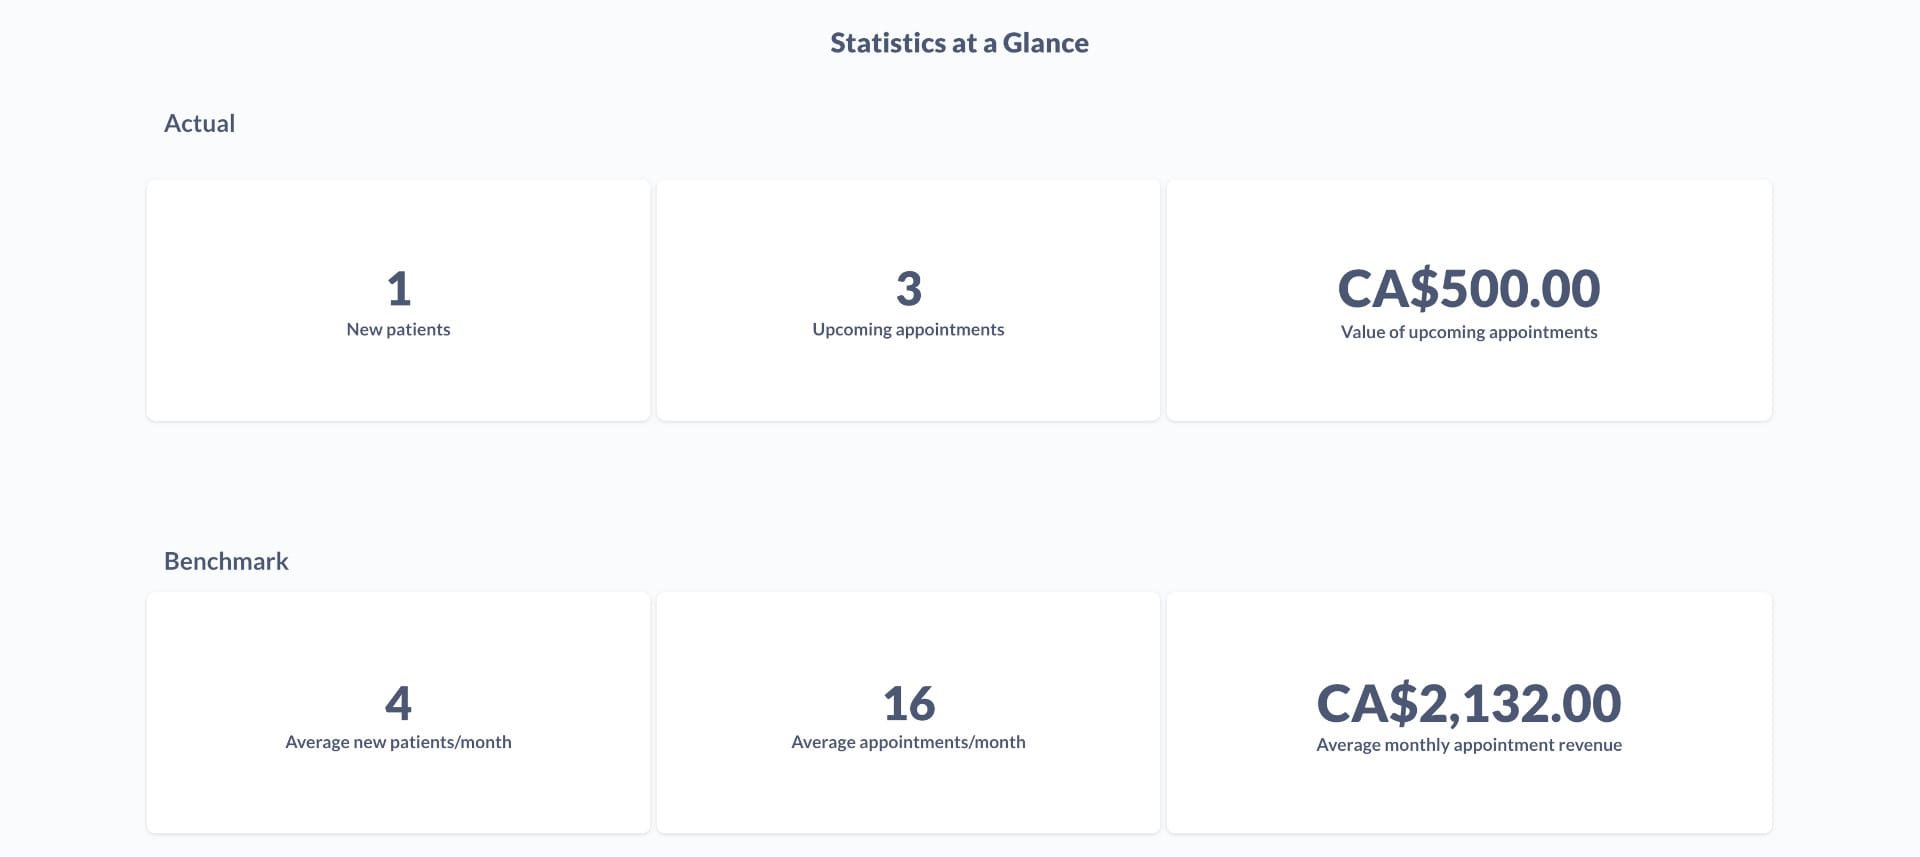 Statistics at a Glance
Actual
1
New patients
3
Upcoming appointments
CA$500.00
Value of upcoming appointments
Benchmark
4
Average new patients/month
16
Average appointments/month
CA$2,132.00
Average monthly appointment revenue